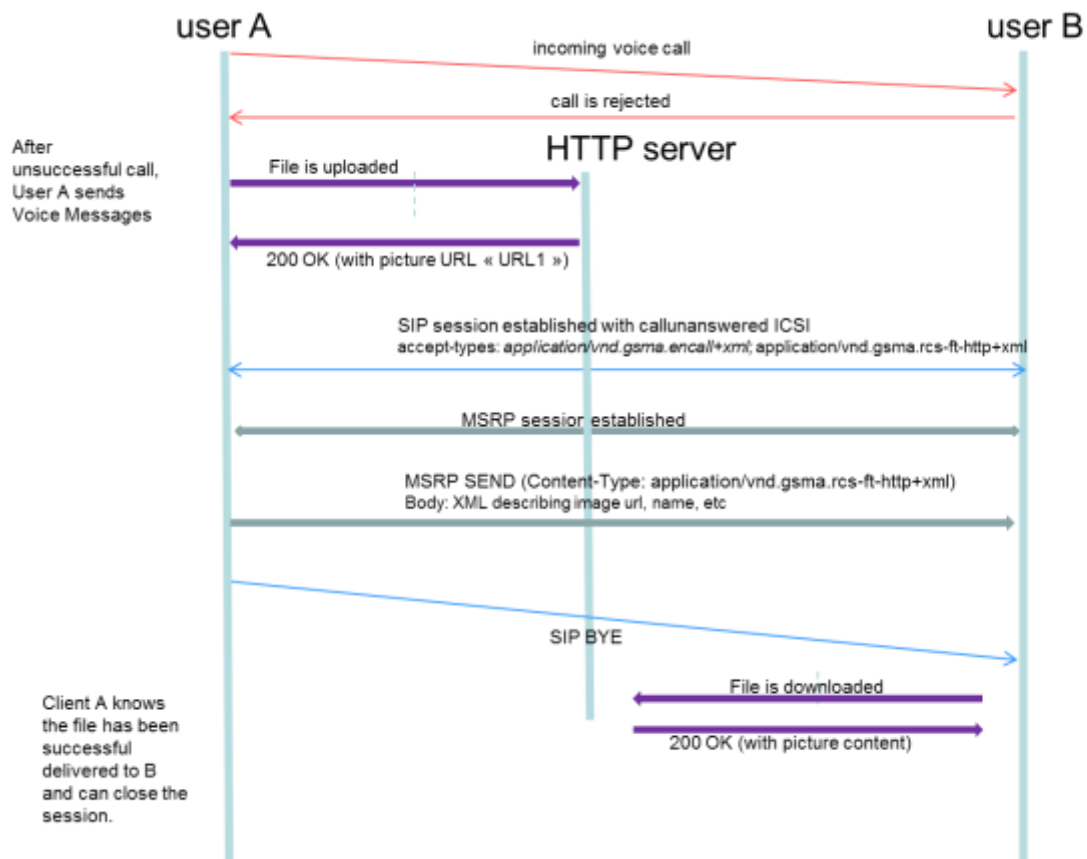 user A
user B
incoming voice call
call is rejected
After
unsuccessful call,
User A sends
Voice Messages
HTTP server
File is uploaded
200 OK (with picture URL « URL1 »)
SIP session established with callunanswered ICSI
accept-types: application/vnd.gsma.encall+xml; application/vnd.gsma.rcs-ft-http+xml
MSRP session established
MSRP SEND (Content-Type: application/vnd.gsma.rcs-ft-http+xml)
Body: XML describing image url, name, etc
SIP BYE
File is downloaded
200 OK (with picture content)
Client A knows
the file has been
successful
delivered to B
and can close the
session.